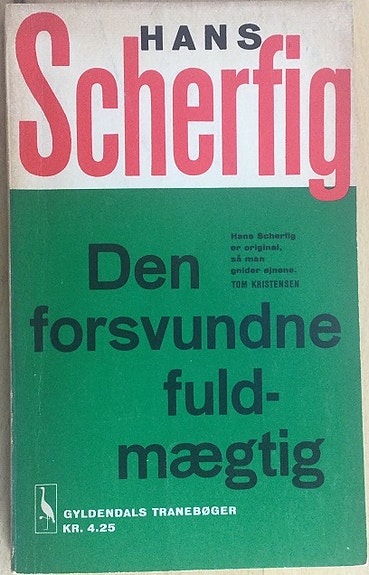 HANS
Scherfig
Hans Scherfig
er original,
så man
gnider øjnene.
TOM KRISTENSEN
Den
forsvundne
fuld-
mægtig
GYLDENDALS TRANEBØGER
KR. 4.25